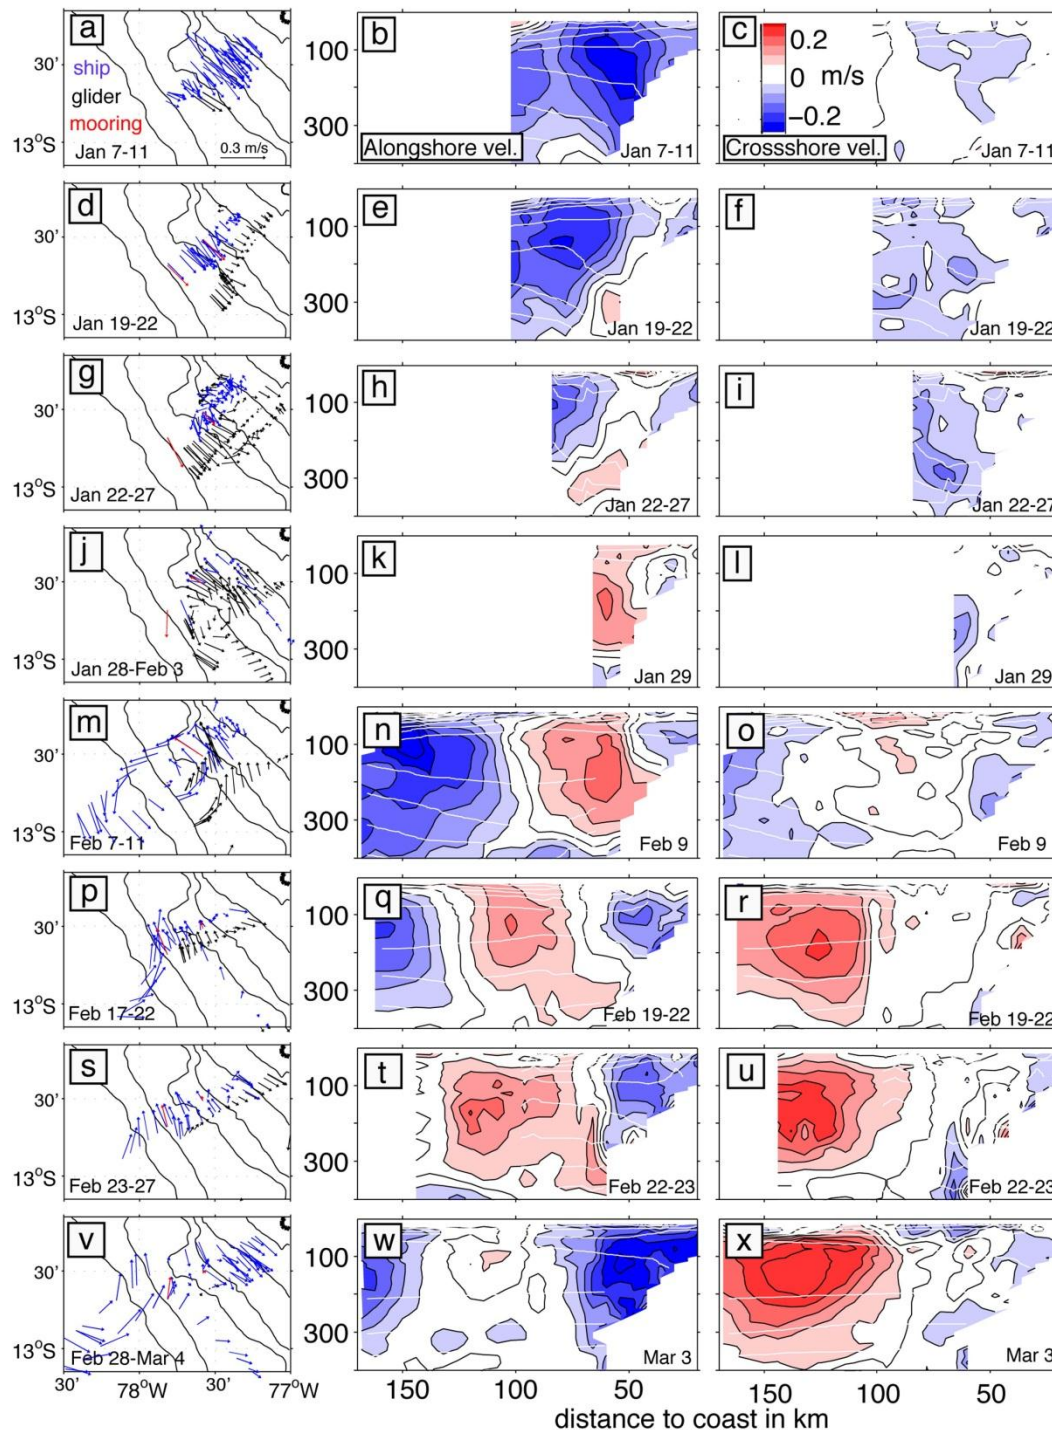 a
30'
ship
glider
mooring
13°S
Jan 7-11
0.3 m/s
b
100
300
Alongshore vel.
Jan 7-11
c
0.2
0 m/s
−0.2
Crossshore vel.
Jan 7-11
d
30'
13°S
Jan 19-22
e
100
300
Jan 19-22
f
Jan 19-22
g
30'
13°S
Jan 22-27
h
100
300
Jan 22-27
i
Jan 22-27
j
30'
13°S
Jan 28-Feb 3
k
100
300
Jan 29
l
Jan 29
m
30'
13°S
Feb 7-11
n
100
300
Feb 9
o
Feb 9
p
30'
13°S
Feb 17-22
q
100
300
Feb 19-22
r
Feb 19-22
s
30'
13°S
Feb 23-27
t
100
300
Feb 22-23
u
Feb 22-23
v
30'
13°S
Feb 28-Mar 4
30' 78°W 30' 77°W
w
100
300
Mar 3
150 100 50
x
Mar 3
150 100 50
distance to coast in km